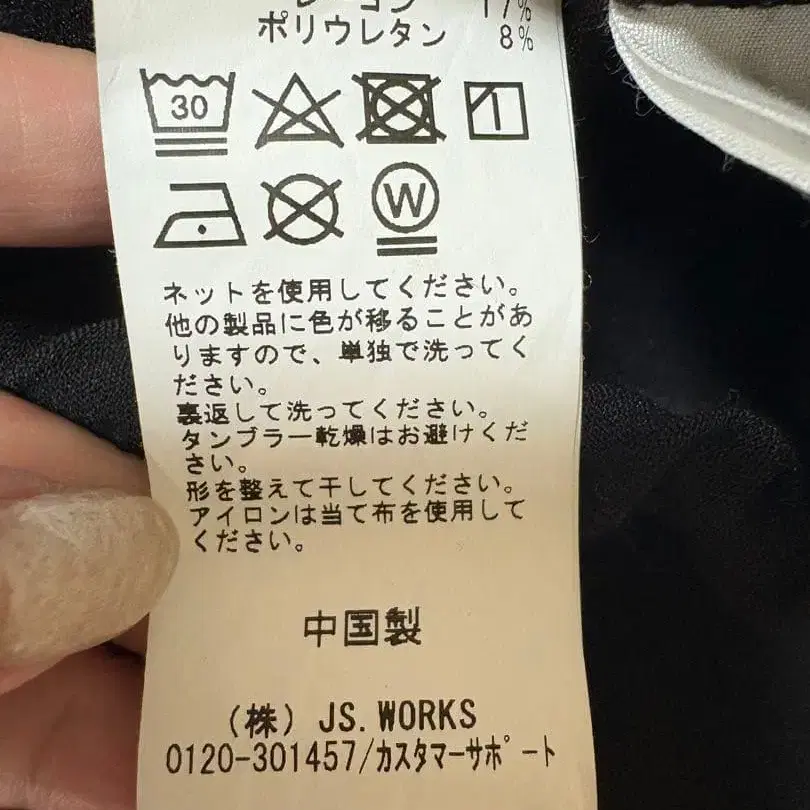 レーヨン 17%
ポリウレタン 8%
30
W
ネットを使用してください。
他の製品に色が移ることがあ
りますので、単独で洗ってく
ださい。
裏返して洗ってください。
タンブラー乾燥はお避けくだ
さい。
形を整えて干してください。
アイロンは当て布を使用して
ください。
中国製
（株）JS.WORKS
0120-301457/カスタマーサポート